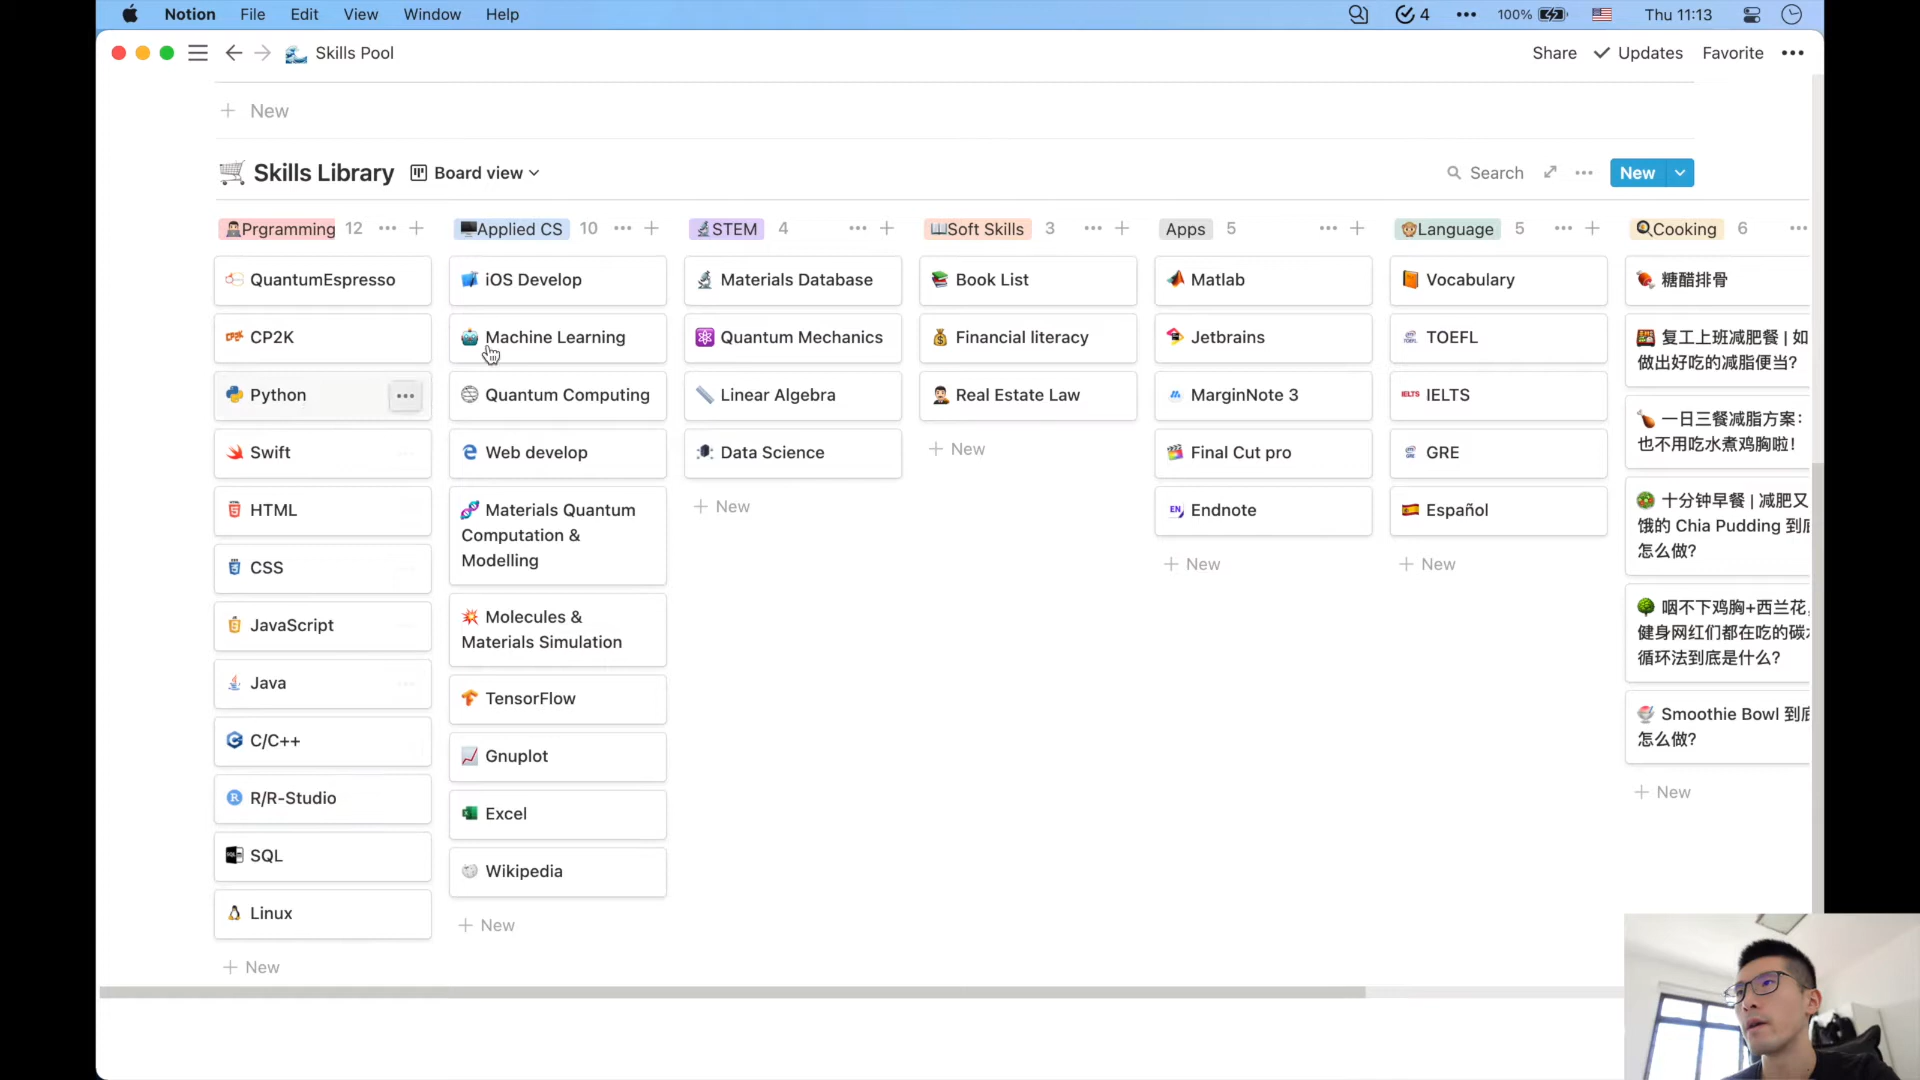 Notion File Edit View Window Help 4 100% Thu 11:13
Skills Pool Share Updates Favorite
New
Skills Library Board view Search New
Prgramming 12
QuantumEspresso
CP2K
Python
Swift
HTML
CSS
JavaScript
Java
C/C++
R/R-Studio
SQL
Linux
New
Applied CS 10
iOS Develop
Machine Learning
Quantum Computing
Web develop
Materials Quantum
Computation &
Modelling
Molecules &
Materials Simulation
TensorFlow
Gnuplot
Excel
Wikipedia
New
STEM 4
Materials Database
Quantum Mechanics
Linear Algebra
Data Science
New
Soft Skills 3
Book List
Financial literacy
Real Estate Law
New
Apps 5
Matlab
Jetbrains
MarginNote 3
Final Cut pro
EN Endnote
New
Language 5
Vocabulary
TOEFL
IELTS IELTS
GRE
Español
New
Cooking 6
糖醋排骨
复工上班减肥餐 | 如
做出好吃的减脂便当?
一日三餐减脂方案:
也不用吃水煮鸡胸啦!
十分钟早餐 | 减肥又
饿的 Chia Pudding 到
怎么做?
咽不下鸡胸+西兰花,
健身网红们都在吃的碳
循环法到底是什么?
Smoothie Bowl 到
怎么做?
New